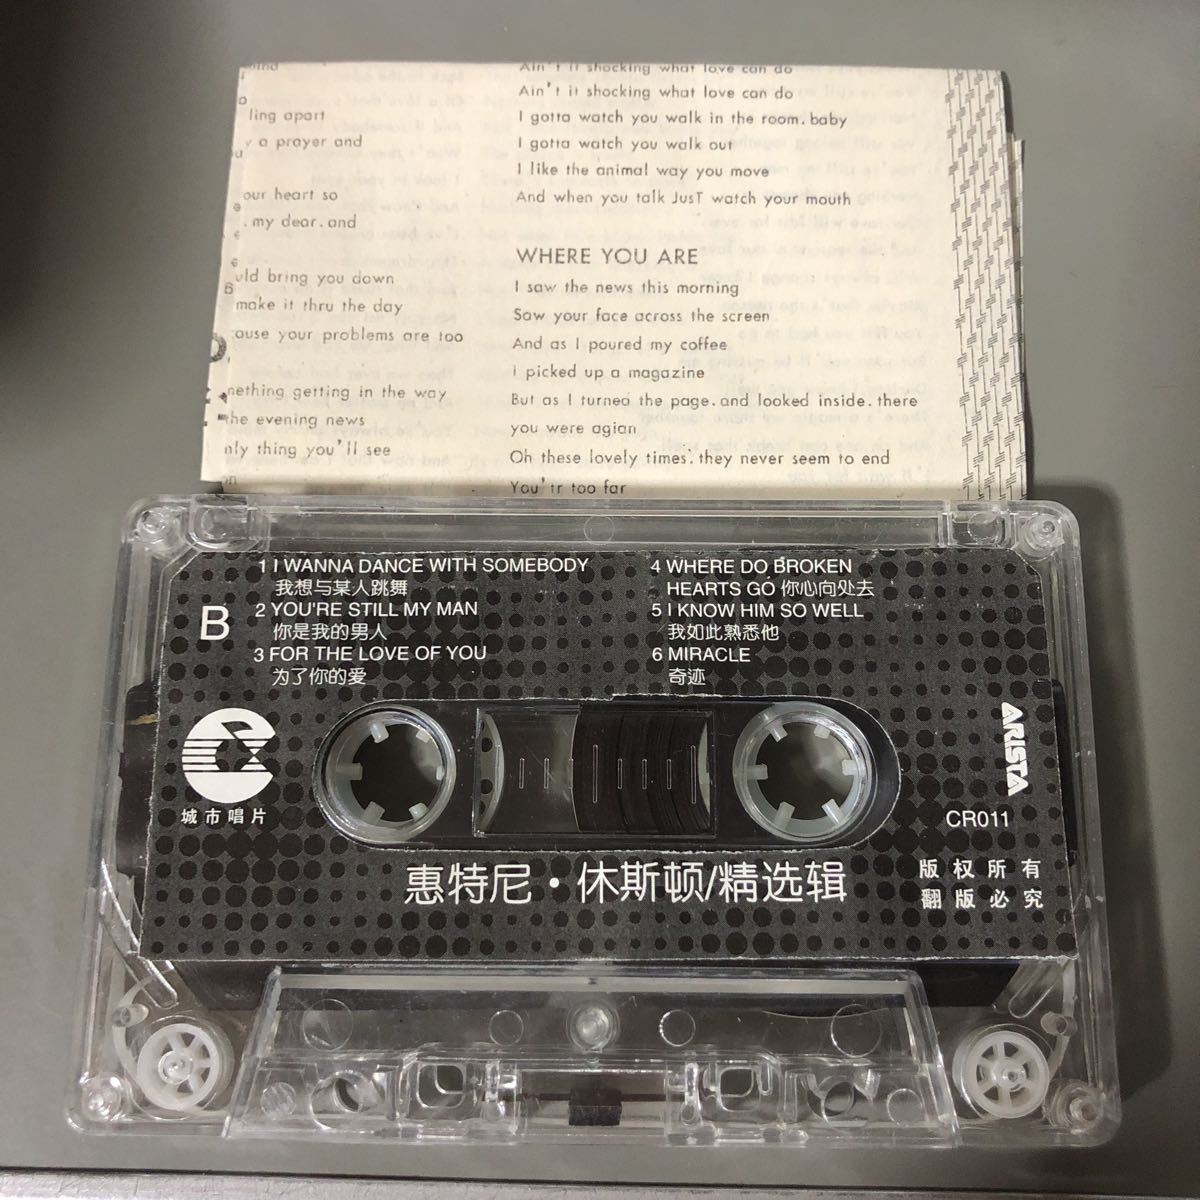 ling apart
a prayer and
our heart so
my dear.and
bring you down
make it thru the day
your problems are too
getting in the way
the evening news
thing you'll see
Ain't it shocking what love can do
Ain't it shocking what love can do
I gotta watch you walk in the room.baby
I gotta watch you walk out
I like the animal way you move
And when you talk JusT watch your mouth
WHERE YOU ARE
I saw the news this morning
Saw your face across the screen
And as I poured my coffee
i picked up a magazine
But as I turned the page.and looked inside.there
you were agian
Oh these lovely times.they never seem to end
You'tr too far
B
1 I WANNA DANCE WITH SOMEBODY
我想与某人跳舞
2 YOU'RE STILL MY MAN
你是我的男人
3 FOR THE LOVE OF YOU
为了你的爱
4 WHERE DO BROKEN
HEARTS GO 你心向处去
5 I KNOW HIM SO WELL
我如此熟悉他
6 MIRACLE
奇迹
城市唱片
ARISTA
CR011
惠特尼·休斯顿/精选辑
版权所有
翻版必究